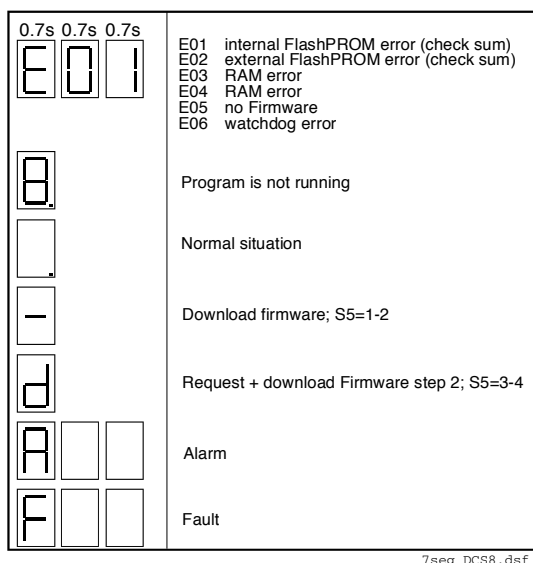 0.7s 0.7s 0.7s
E01
E01 internal FlashPROM error (check sum)
E02 external FlashPROM error (check sum)
E03 RAM error
E04 RAM error
E05 no Firmware
E06 watchdog error
8. Program is not running
. Normal situation
- Download firmware; S5=1-2
d Request + download Firmware step 2; S5=3-4
A Alarm
F Fault
7seg_DCS8.dsf